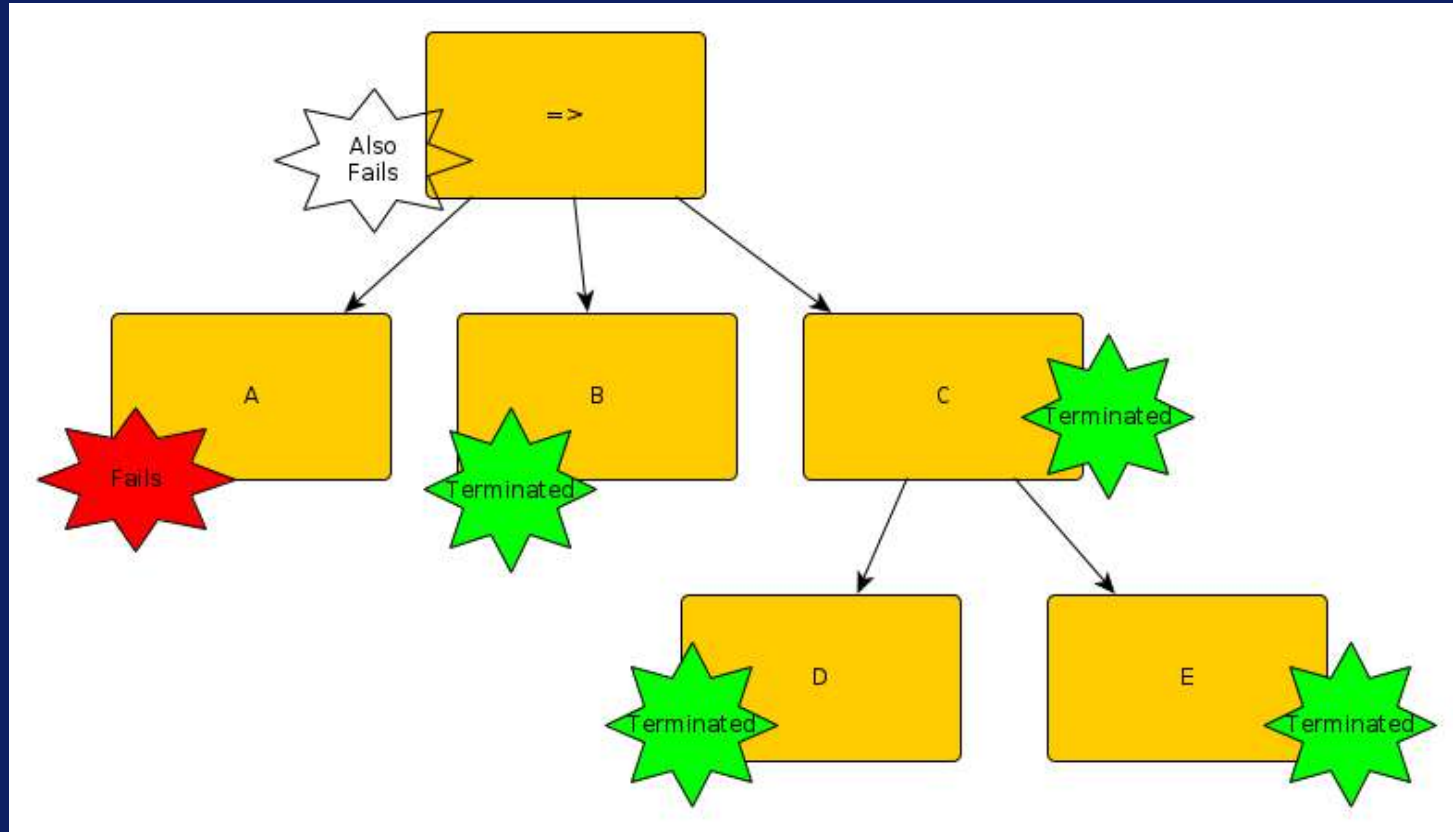 =>
Also
Fails
A
B
C
Terminated
Fails
Terminated
D
E
Terminated
Terminated